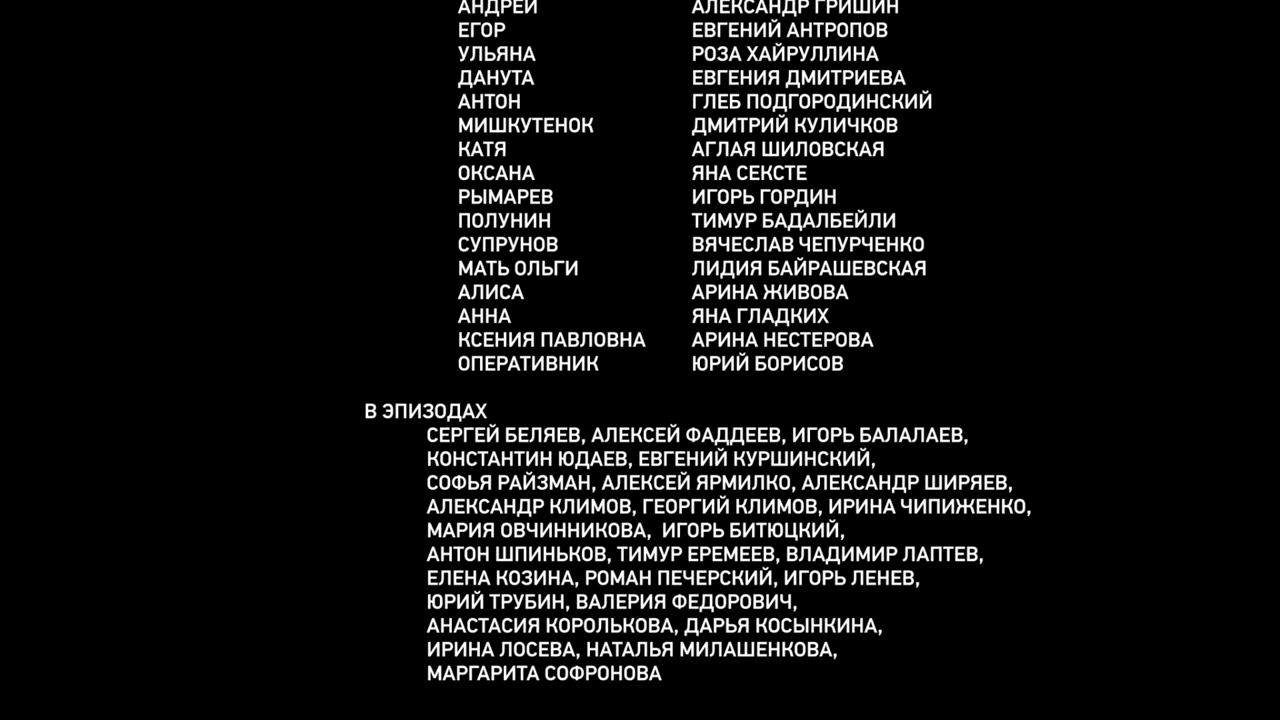 АНДРЕЙ АЛЕКСАНДР ГРИШИН
ЕГОР ЕВГЕНИЙ АНТРОПОВ
УЛЬЯНА РОЗА ХАЙРУЛЛИНА
ДАНУТА ЕВГЕНИЯ ДМИТРИЕВА
АНТОН ГЛЕБ ПОДГОРОДИНСКИЙ
МИШКУТЕНОК ДМИТРИЙ КУЛИЧКОВ
КАТЯ АГЛАЯ ШИЛОВСКАЯ
ОКСАНА ЯНА СЕКСТЕ
РЫМАРЕВ ИГОРЬ ГОРДИН
ПОЛУНИН ТИМУР БАДАЛБЕЙЛИ
СУПРУНОВ ВЯЧЕСЛАВ ЧЕПУРЧЕНКО
МАТЬ ОЛЬГИ ЛИДИЯ БАЙРАШЕВСКАЯ
АЛИСА АРИНА ЖИВОВА
АННА ЯНА ГЛАДКИХ
КСЕНИЯ ПАВЛОВНА АРИНА НЕСТЕРОВА
ОПЕРАТИВНИК ЮРИЙ БОРИСОВ
В ЭПИЗОДАХ
СЕРГЕЙ БЕЛЯЕВ, АЛЕКСЕЙ ФАДДЕЕВ, ИГОРЬ БАЛАЛАЕВ,
КОНСТАНТИН ЮДАЕВ, ЕВГЕНИЙ КУРШИНСКИЙ,
СОФЬЯ РАЙЗМАН, АЛЕКСЕЙ ЯРМИЛКО, АЛЕКСАНДР ШИРЯЕВ,
АЛЕКСАНДР КЛИМОВ, ГЕОРГИЙ КЛИМОВ, ИРИНА ЧИПИЖЕНКО,
МАРИЯ ОВЧИННИКОВА, ИГОРЬ БИТЮЦКИЙ,
АНТОН ШПИНЬКОВ, ТИМУР ЕРЕМЕЕВ, ВЛАДИМИР ЛАПТЕВ,
ЕЛЕНА КОЗИНА, РОМАН ПЕЧЕРСКИЙ, ИГОРЬ ЛЕНЕВ,
ЮРИЙ ТРУБИН, ВАЛЕРИЯ ФЕДОРОВИЧ,
АНАСТАСИЯ КОРОЛЬКОВА, ДАРЬЯ КОСЫНКИНА,
ИРИНА ЛОСЕВА, НАТАЛЬЯ МИЛАШЕНКОВА,
МАРГАРИТА СОФРОНОВА